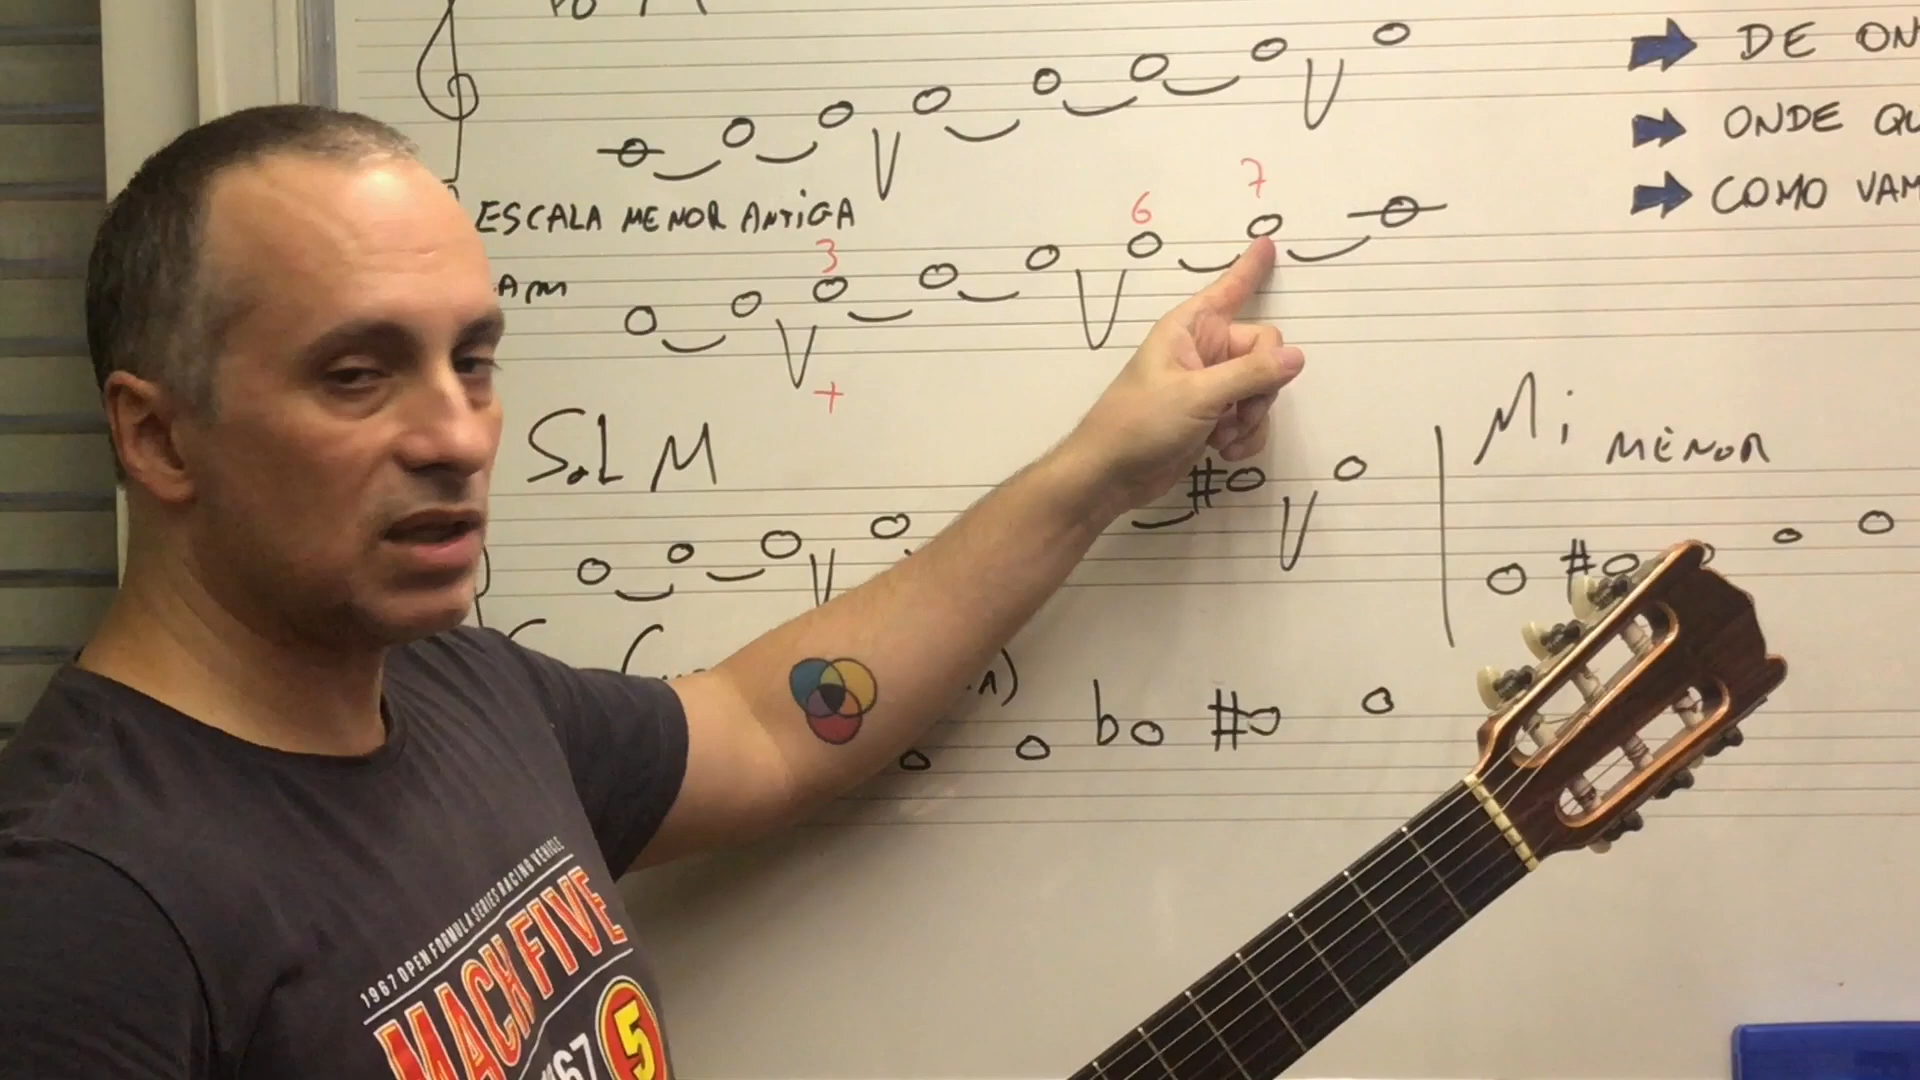 DE ON
ONDE QU
COMO VAM
ESCALA MENOR ANTIGA
7
6
3
Am
+
SOL M
Mi MENOR
#
#
b #
1967 OPEN FORMULA SERIES RACING VEHICLE
MACH FIVE
5